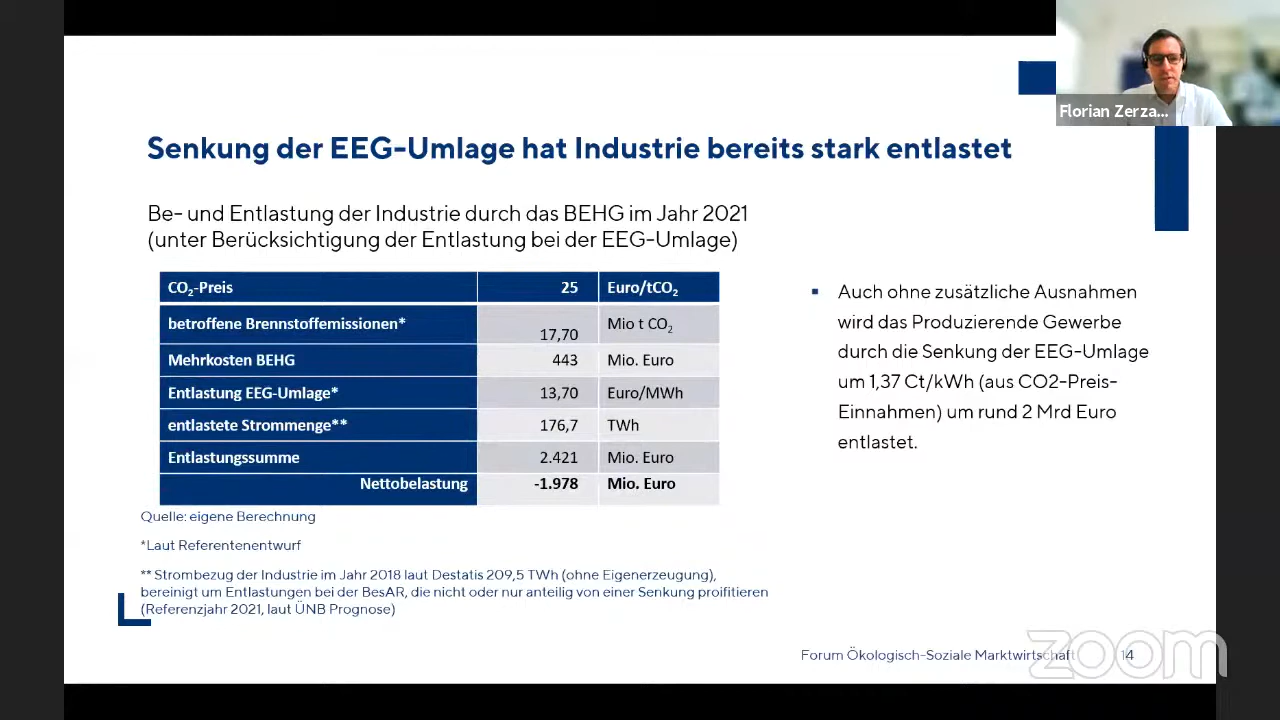 Florian Zerza...
Senkung der EEG-Umlage hat Industrie bereits stark entlastet
Be- und Entlastung der Industrie durch das BEHG im Jahr 2021
(unter Berücksichtigung der Entlastung bei der EEG-Umlage)
CO₂-Preis 25 Euro/tCO₂
betroffene Brennstoffemissionen* 17,70 Mio t CO₂
Mehrkosten BEHG 443 Mio. Euro
Entlastung EEG-Umlage* 13,70 Euro/MWh
entlastete Strommenge** 176,7 TWh
Entlastungssumme 2.421 Mio. Euro
Nettobelastung -1.978 Mio. Euro
Quelle: eigene Berechnung
*Laut Referentenentwurf
** Strombezug der Industrie im Jahr 2018 laut Destatis 209,5 TWh (ohne Eigenerzeugung),
bereinigt um Entlastungen bei der BesAR, die nicht oder nur anteilig von einer Senkung proifitieren
(Referenzjahr 2021, laut ÜNB Prognose)
▪ Auch ohne zusätzliche Ausnahmen
wird das Produzierende Gewerbe
durch die Senkung der EEG-Umlage
um 1,37 Ct/kWh (aus CO2-Preis-
Einnahmen) um rund 2 Mrd Euro
entlastet.
Forum Ökologisch-Soziale Marktwirtschaft 14
zoom